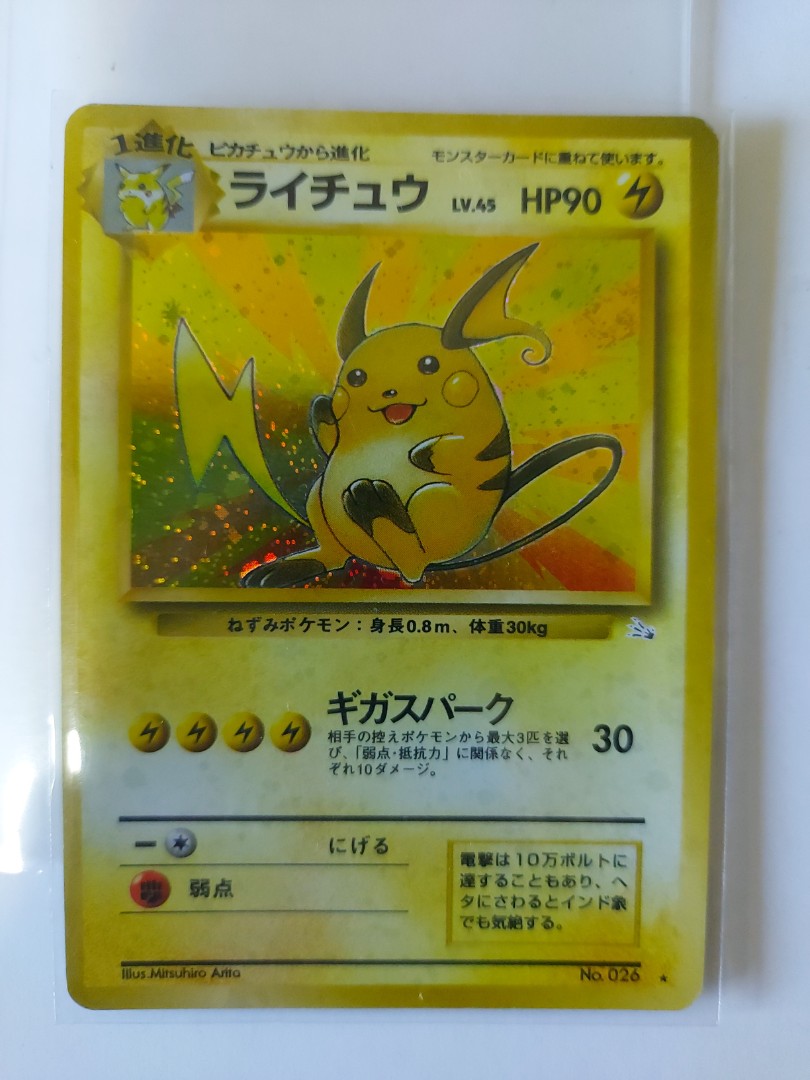 1進化
ピカチュウから進化
モンスターカードに重ねて使います。
ライチュウ LV.45 HP90
ねずみポケモン：身長0.8m、体重30kg
ギガスパーク
相手の控えポケモンから最大3匹を選
び、「弱点・抵抗力」に関係なく、それ
ぞれ10ダメージ。
30
にげる
弱点
電撃は10万ボルトに
達することもあり、ヘ
タにさわるとインド象
でも気絶する。
Illus.Mitsuhiro Arita
No. 026 ★